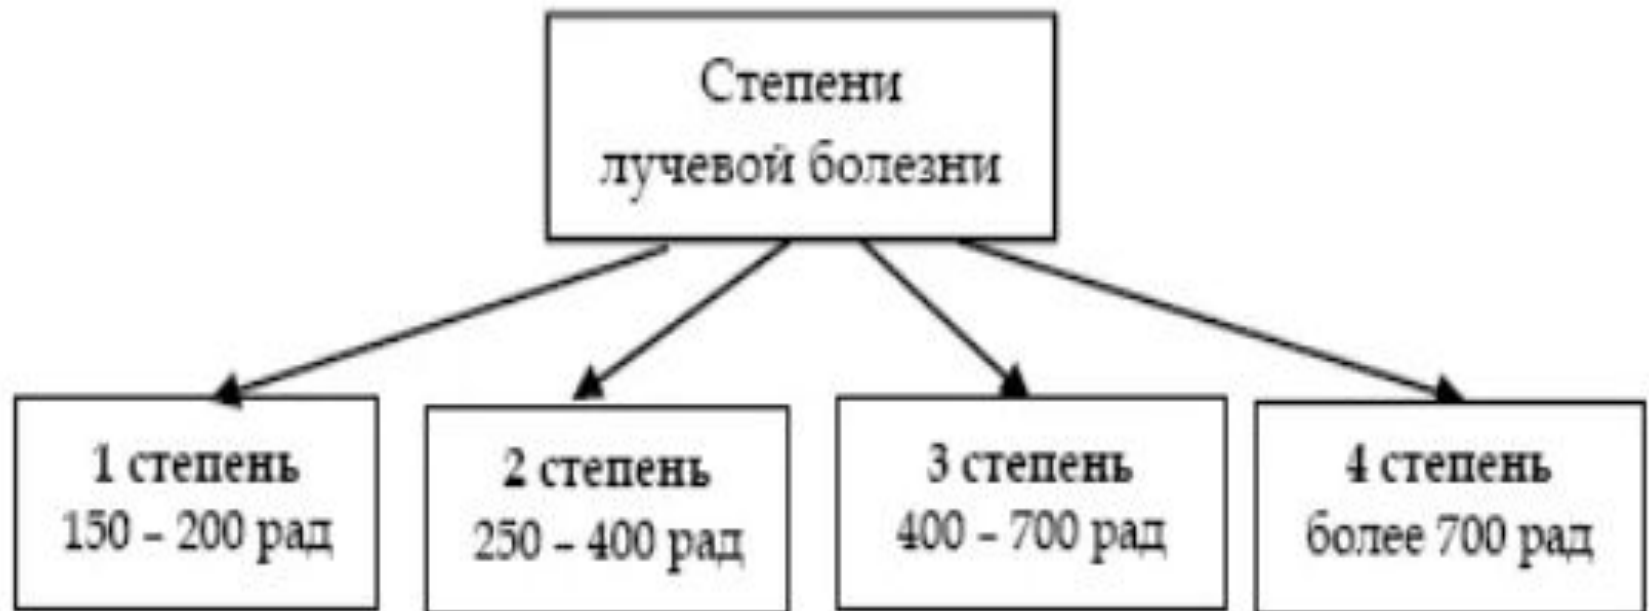 Степени
лучевой болезни
1 степень
150 – 200 рад
2 степень
250 – 400 рад
3 степень
400 – 700 рад
4 степень
более 700 рад